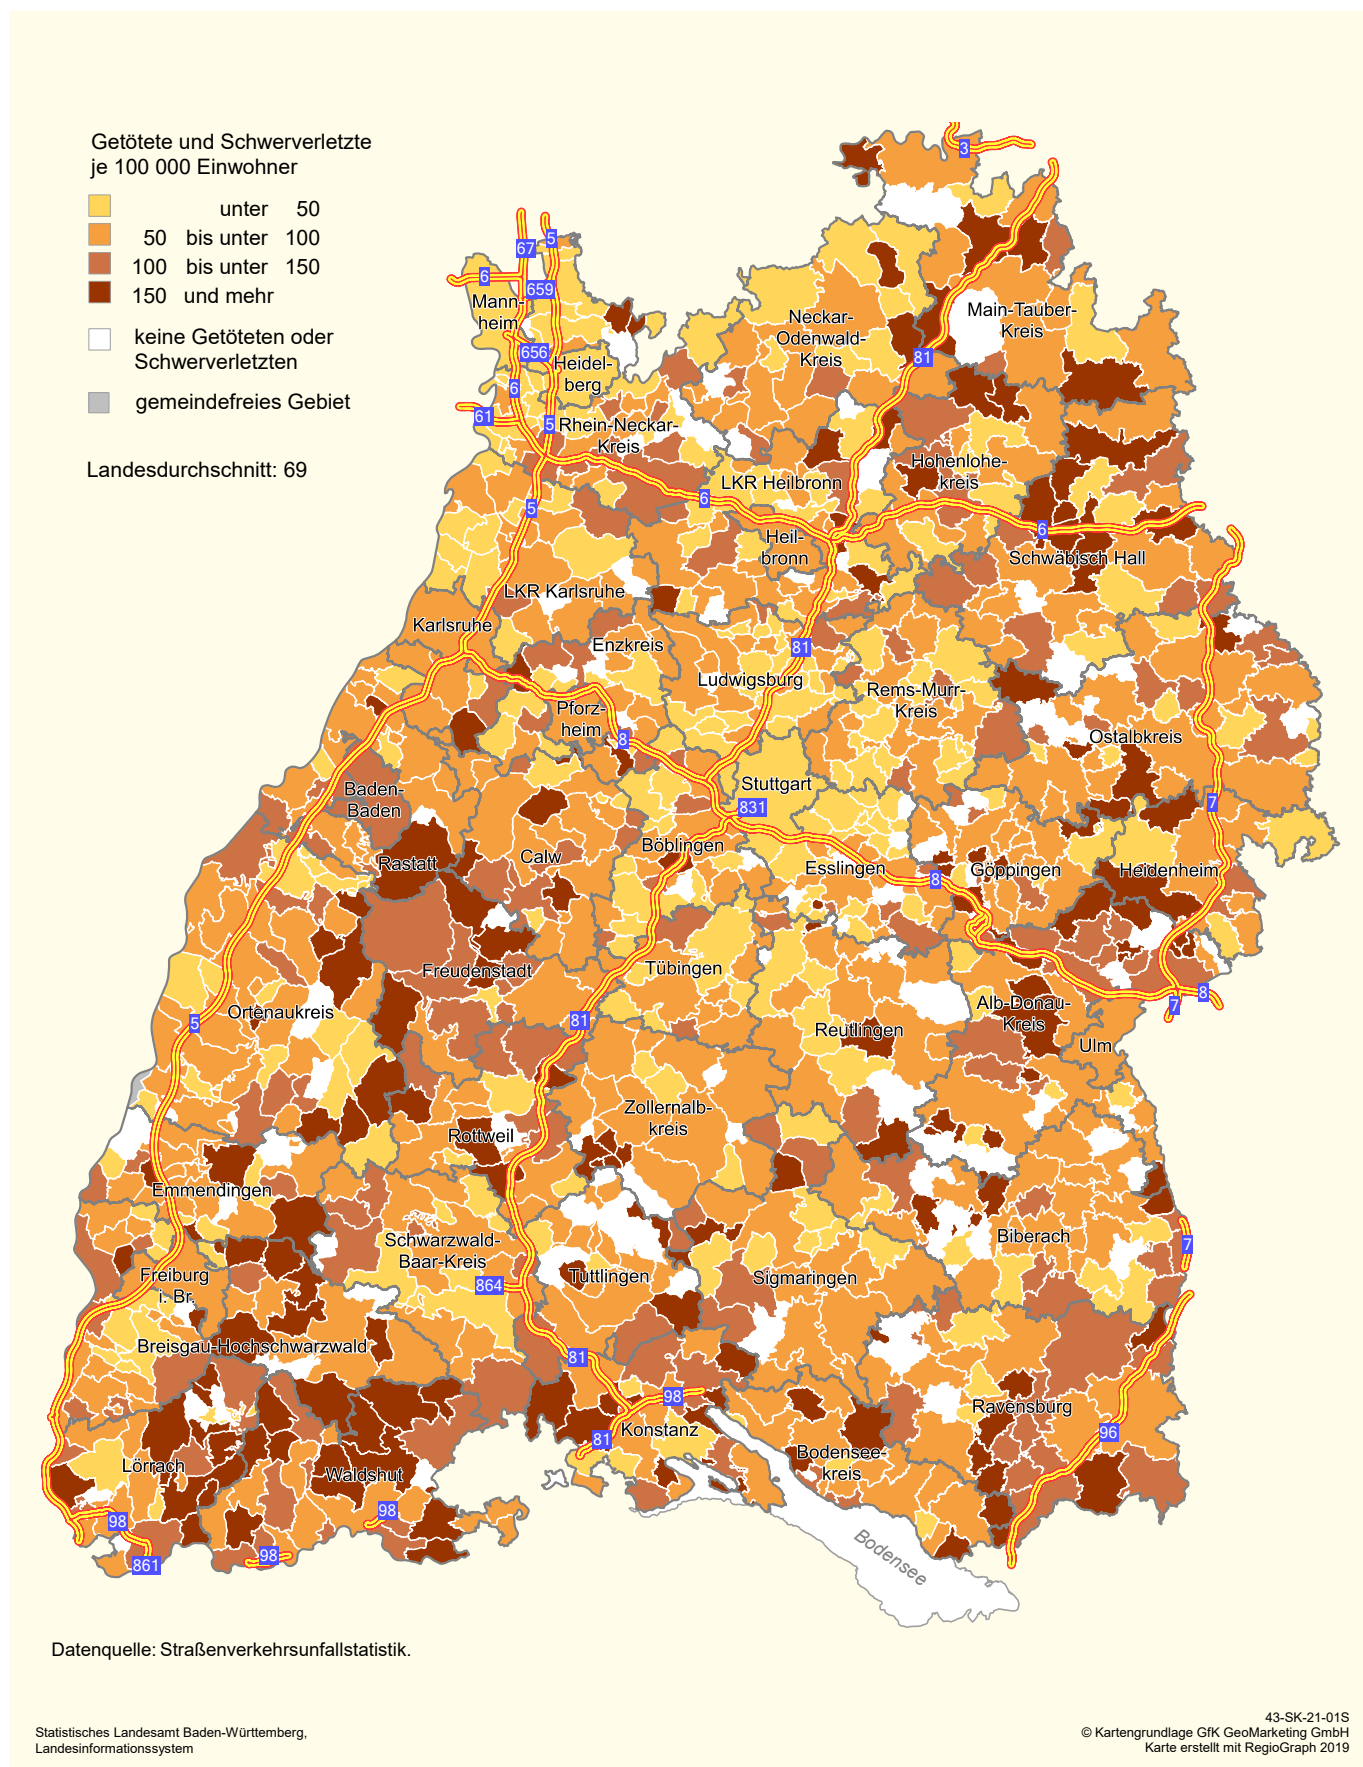 Getötete und Schwerverletzte
je 100 000 Einwohner
unter 50
50 bis unter 100
100 bis unter 150
150 und mehr
keine Getöteten oder
Schwerverletzten
gemeindefreies Gebiet
Landesdurchschnitt: 69
3
67
5
6
659
Mann-
heim
656
Heidel-
berg
6
61
5
Rhein-Neckar-
Kreis
Neckar-
Odenwald-
Kreis
Main-Tauber-
Kreis
81
Hohenlohe-
kreis
LKR Heilbronn
6
5
6
Heil-
bronn
Schwäbisch Hall
LKR Karlsruhe
Karlsruhe
Enzkreis
81
Ludwigsburg
Rems-Murr-
Kreis
Pforz-
heim
8
Ostalbkreis
Stuttgart
831
7
Baden-
Baden
Rastatt
Calw
Böblingen
Esslingen
8
Göppingen
Heidenheim
Freudenstadt
Tübingen
Ortenaukreis
5
81
Reutlingen
Alb-Donau-
Kreis
8
7
Ulm
Zollernalb-
kreis
Rottweil
Emmendingen
Schwarzwald-
Baar-Kreis
864
Tuttlingen
Sigmaringen
Biberach
7
Freiburg
i. Br.
Breisgau-Hochschwarzwald
81
98
Konstanz
81
Ravensburg
96
Bodensee-
kreis
Lörrach
Waldshut
98
98
98
861
Bodensee
Datenquelle: Straßenverkehrsunfallstatistik.
Statistisches Landesamt Baden-Württemberg,
Landesinformationssystem
43-SK-21-01S
© Kartengrundlage GfK GeoMarketing GmbH
Karte erstellt mit RegioGraph 2019